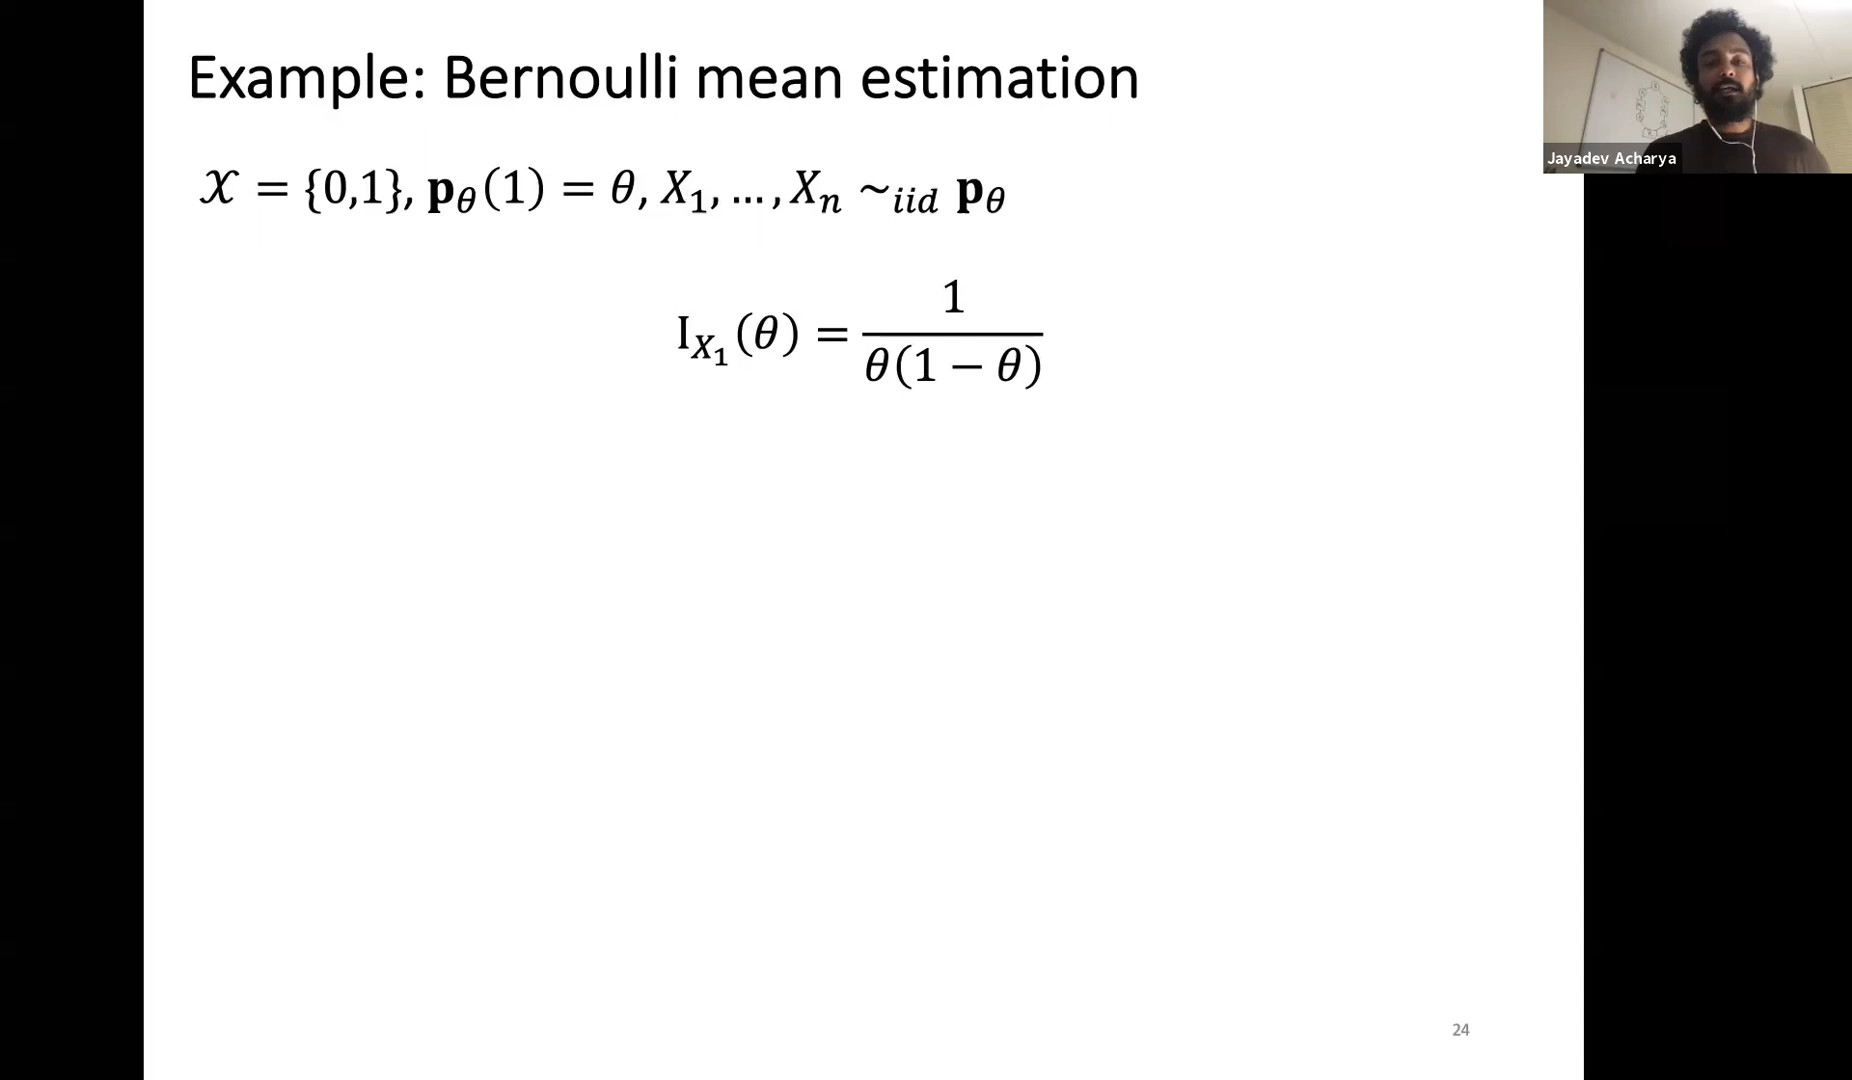 Example: Bernoulli mean estimation
Jayadev Acharya
𝒳 = {0,1}, 𝐩_θ(1) = θ, X_1, … , X_n ~_iid 𝐩_θ
I_{X_1}(θ) = 1 / θ(1 − θ)
24